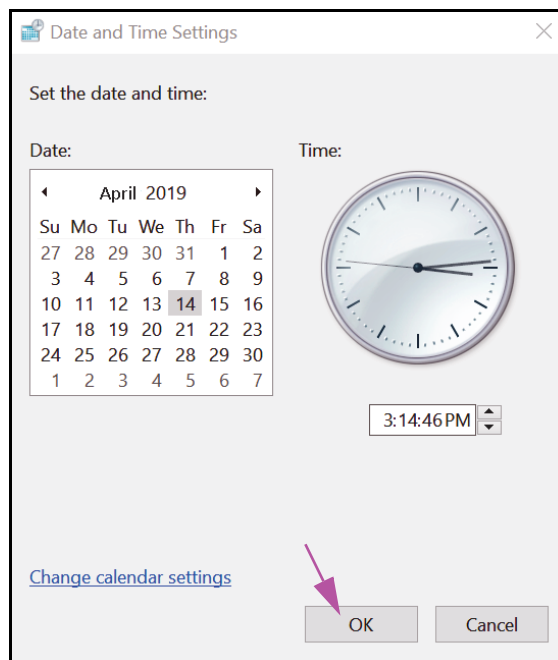 Date and Time Settings
Set the date and time:
Date:
Time:
April 2019
Su Mo Tu We Th Fr Sa
27 28 29 30 31 1 2
3 4 5 6 7 8 9
10 11 12 13 14 15 16
17 18 19 20 21 22 23
24 25 26 27 28 29 30
1 2 3 4 5 6 7
3:14:46 PM
Change calendar settings
OK
Cancel